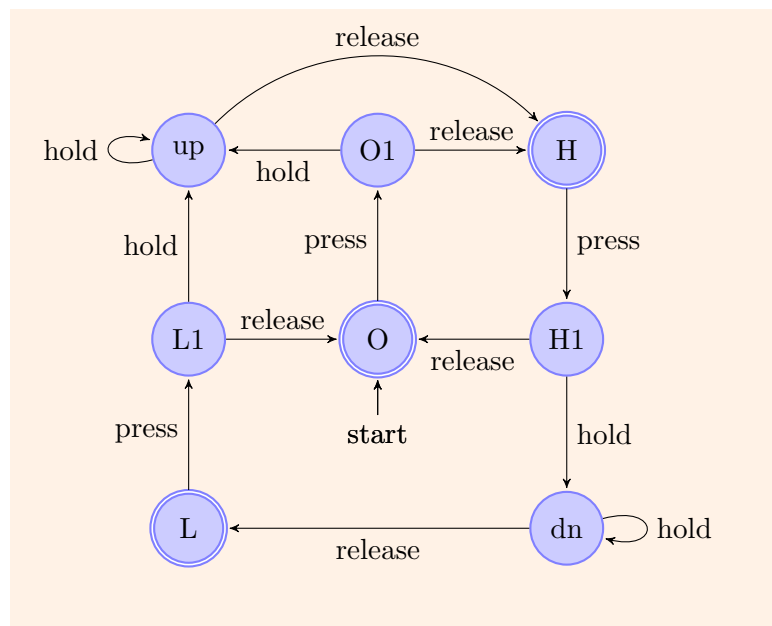 release
hold
up
hold
O1
release
H
hold
press
press
L1
release
O
release
H1
press
start
hold
L
release
dn
hold